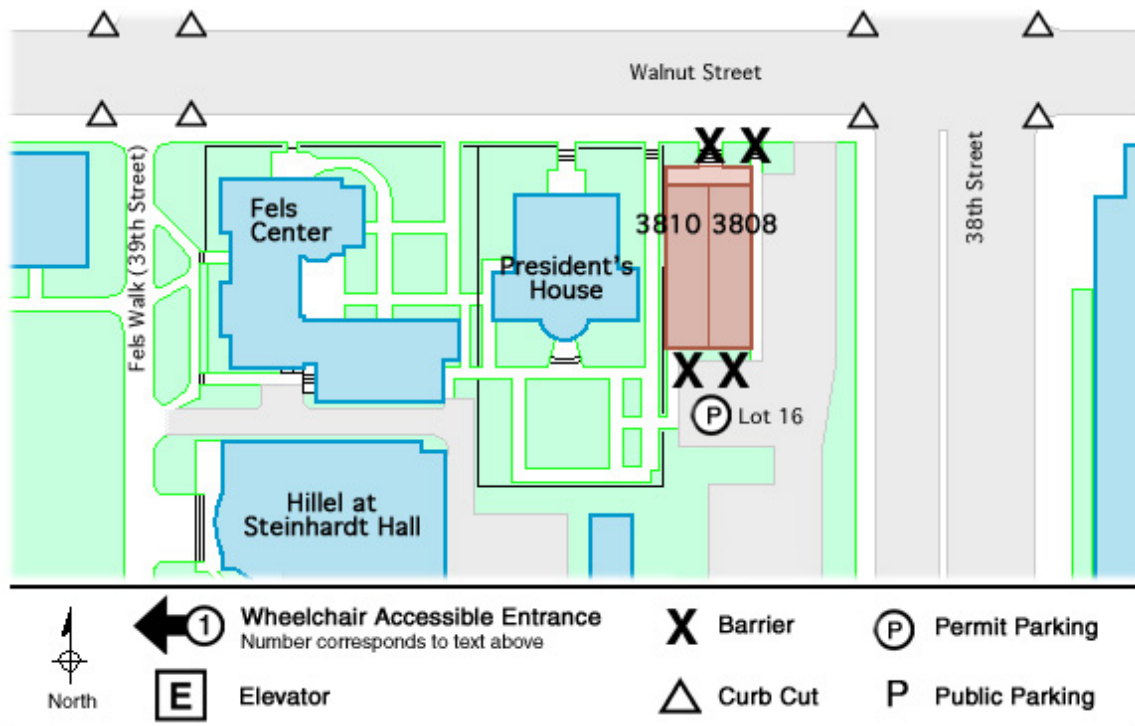 Walnut Street
Fels Walk (39th Street)
38th Street
X X
Fels
Center
3810 3808
President's
House
X X
P Lot 16
Hillel at
Steinhardt Hall
1 Wheelchair Accessible Entrance
Number corresponds to text above
X Barrier
P Permit Parking
North
E Elevator
Curb Cut
P Public Parking